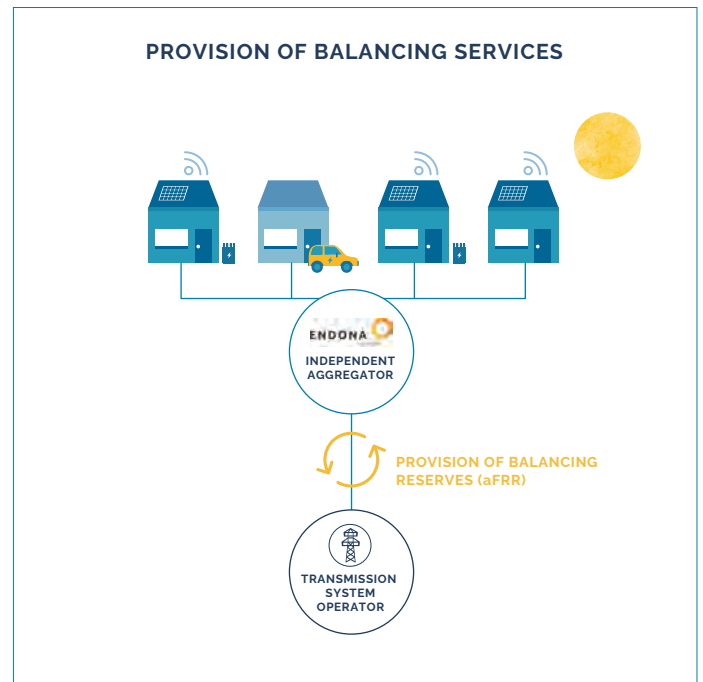 PROVISION OF BALANCING SERVICES
ENDONA
INDEPENDENT
AGGREGATOR
PROVISION OF BALANCING
RESERVES (aFRR)
TRANSMISSION
SYSTEM
OPERATOR